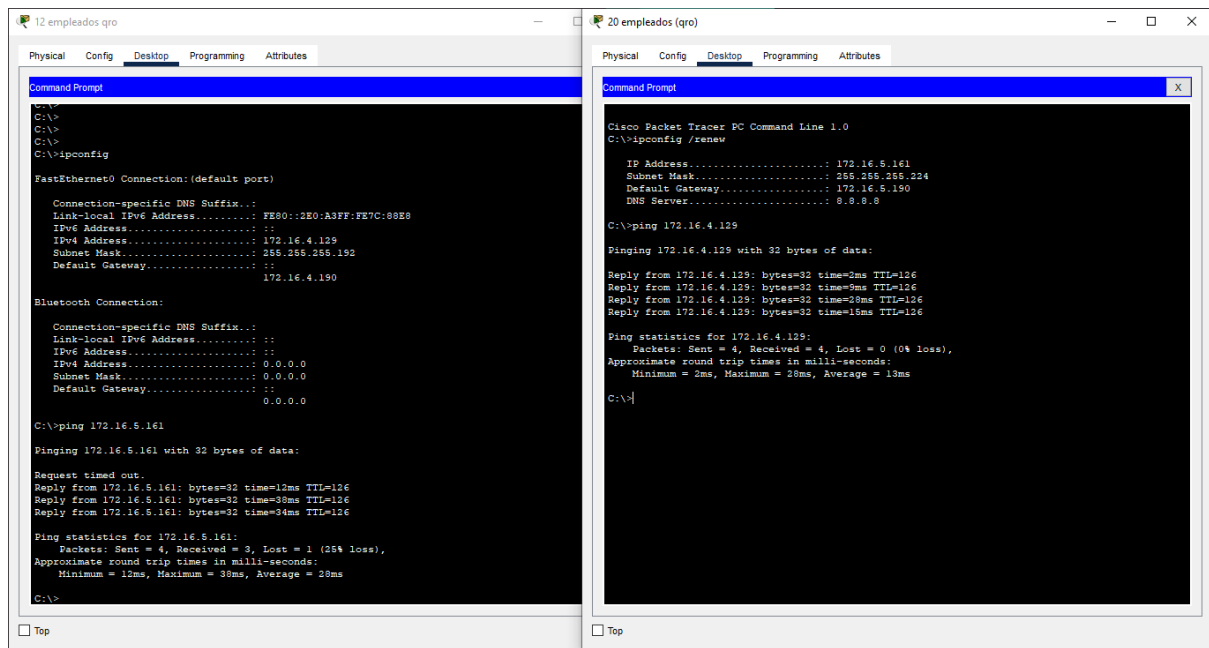 12 empleados qro
Physical Config Desktop Programming Attributes
Command Prompt
C:\>
C:\>
C:\>
C:\>
C:\>ipconfig
FastEthernet0 Connection:(default port)
Connection-specific DNS Suffix..:
Link-local IPv6 Address.........: FE80::2E0:A3FF:FE7C:88E8
IPv6 Address....................: ::
IPv4 Address....................: 172.16.4.129
Subnet Mask.....................: 255.255.255.192
Default Gateway.................: ::
172.16.4.190
Bluetooth Connection:
Connection-specific DNS Suffix..:
Link-local IPv6 Address.........: ::
IPv6 Address....................: ::
IPv4 Address....................: 0.0.0.0
Subnet Mask.....................: 0.0.0.0
Default Gateway.................: ::
0.0.0.0
C:\>ping 172.16.5.161
Pinging 172.16.5.161 with 32 bytes of data:
Request timed out.
Reply from 172.16.5.161: bytes=32 time=12ms TTL=126
Reply from 172.16.5.161: bytes=32 time=38ms TTL=126
Reply from 172.16.5.161: bytes=32 time=34ms TTL=126
Ping statistics for 172.16.5.161:
Packets: Sent = 4, Received = 3, Lost = 1 (25% loss),
Approximate round trip times in milli-seconds:
Minimum = 12ms, Maximum = 38ms, Average = 28ms
C:\>
Top
20 empleados (qro)
Physical Config Desktop Programming Attributes
Command Prompt
X
Cisco Packet Tracer PC Command Line 1.0
C:\>ipconfig /renew
IP Address......................: 172.16.5.161
Subnet Mask.....................: 255.255.255.224
Default Gateway.................: 172.16.5.190
DNS Server......................: 8.8.8.8
C:\>ping 172.16.4.129
Pinging 172.16.4.129 with 32 bytes of data:
Reply from 172.16.4.129: bytes=32 time=2ms TTL=126
Reply from 172.16.4.129: bytes=32 time=9ms TTL=126
Reply from 172.16.4.129: bytes=32 time=28ms TTL=126
Reply from 172.16.4.129: bytes=32 time=15ms TTL=126
Ping statistics for 172.16.4.129:
Packets: Sent = 4, Received = 4, Lost = 0 (0% loss),
Approximate round trip times in milli-seconds:
Minimum = 2ms, Maximum = 28ms, Average = 13ms
C:\>
Top